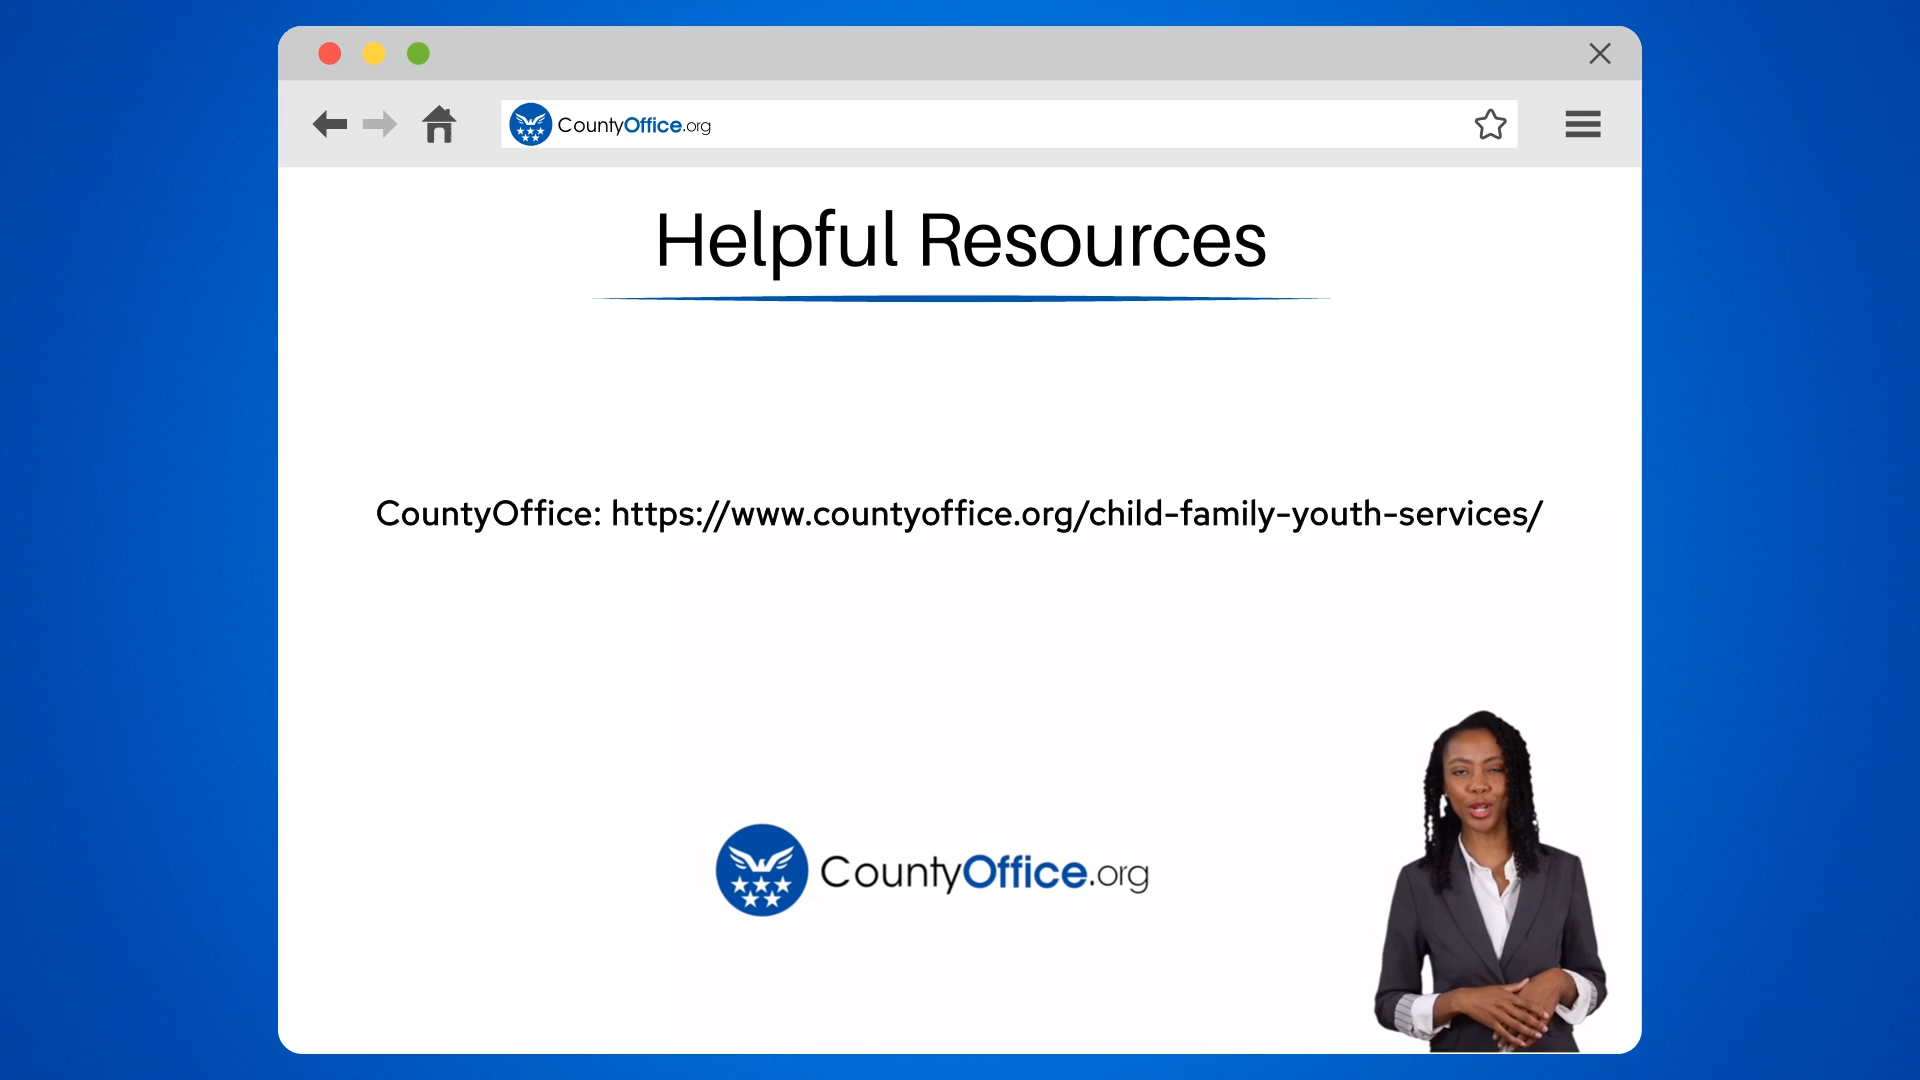 CountyOffice.org
Helpful Resources
CountyOffice: https://www.countyoffice.org/child-family-youth-services/
CountyOffice.org